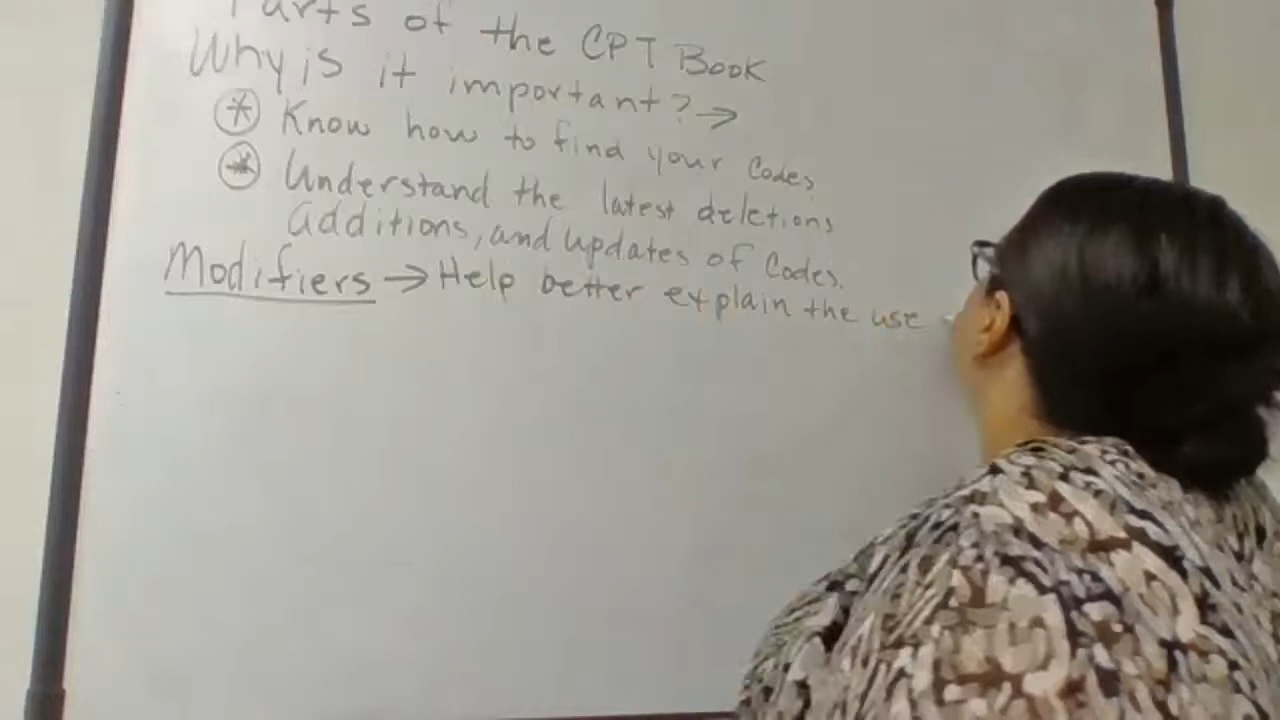 Parts of the CPT Book
Why is it important? →
* Know how to find your Codes
* Understand the latest deletions
additions, and updates of Codes.
Modifiers → Help better explain the use